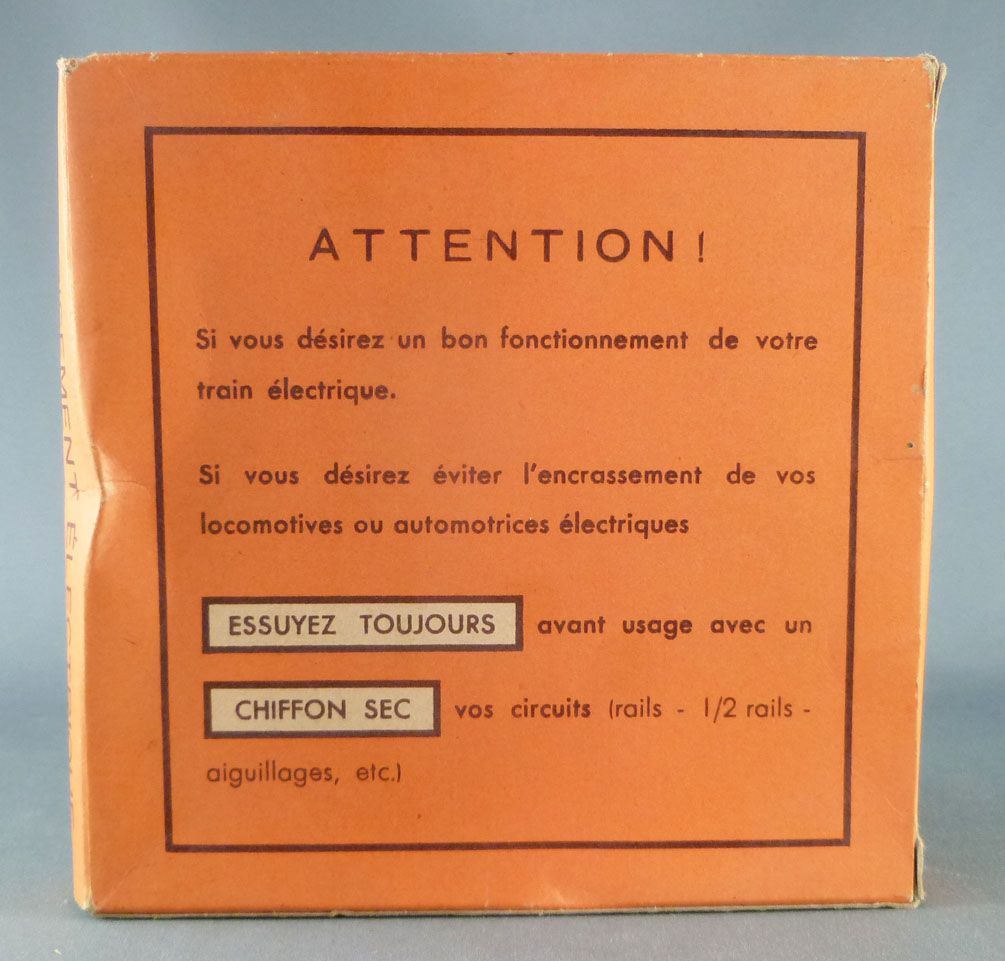 ATTENTION !
Si vous désirez un bon fonctionnement de votre
train électrique.
Si vous désirez éviter l'encrassement de vos
locomotives ou automotrices électriques
ESSUYEZ TOUJOURS avant usage avec un
CHIFFON SEC vos circuits (rails - 1/2 rails -
aiguillages, etc.)